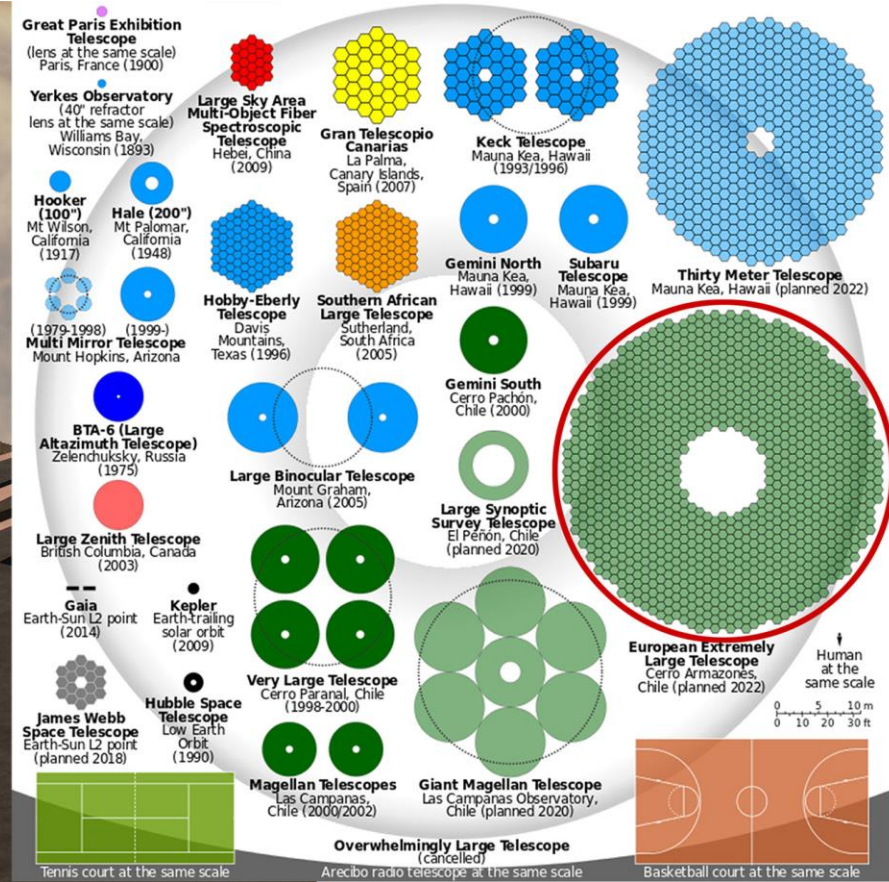 Great Paris Exhibition
Telescope
(lens at the same scale)
Paris, France (1900)
Yerkes Observatory
(40" refractor
lens at the same scale)
Williams Bay,
Wisconsin (1893)
Large Sky Area
Multi-Object Fiber
Spectroscopic
Telescope
Hebei, China
(2009)
Gran Telescopio
Canarias
La Palma,
Canary Islands,
Spain (2007)
Keck Telescope
Mauna Kea, Hawaii
(1993/1996)
Thirty Meter Telescope
Mauna Kea, Hawaii (planned 2022)
Hooker
(100")
Mt Wilson,
California
(1917)
Hale (200")
Mt Palomar,
California
(1948)
Hobby-Eberly
Telescope
Davis
Mountains,
Texas (1996)
Southern African
Large Telescope
Sutherland,
South Africa
(2005)
Gemini North
Mauna Kea,
Hawaii (1999)
Subaru
Telescope
Mauna Kea,
Hawaii (1999)
(1979-1998) (1999-)
Multi Mirror Telescope
Mount Hopkins, Arizona
Gemini South
Cerro Pachón,
Chile (2000)
BTA-6 (Large
Altazimuth Telescope)
Zelenchuksky, Russia
(1975)
Large Binocular Telescope
Mount Graham,
Arizona (2005)
Large Synoptic
Survey Telescope
El Peñón, Chile
(planned 2020)
Large Zenith Telescope
British Columbia, Canada
(2003)
Gaia
Earth-Sun L2 point
(2014)
Kepler
Earth-trailing
solar orbit
(2009)
Very Large Telescope
Cerro Paranal, Chile
(1998-2000)
European Extremely
Large Telescope
Cerro Armazones,
Chile (planned 2022)
Human
at the
same scale
0 5 10 m
0 10 20 30 ft
James Webb
Space Telescope
Earth-Sun L2 point
(planned 2018)
Hubble Space
Telescope
Low Earth
Orbit
(1990)
Magellan Telescopes
Las Campanas,
Chile (2000/2002)
Giant Magellan Telescope
Las Campanas Observatory,
Chile (planned 2020)
Overwhelmingly Large Telescope
(cancelled)
Tennis court at the same scale
Arecibo radio telescope at the same scale
Basketball court at the same scale